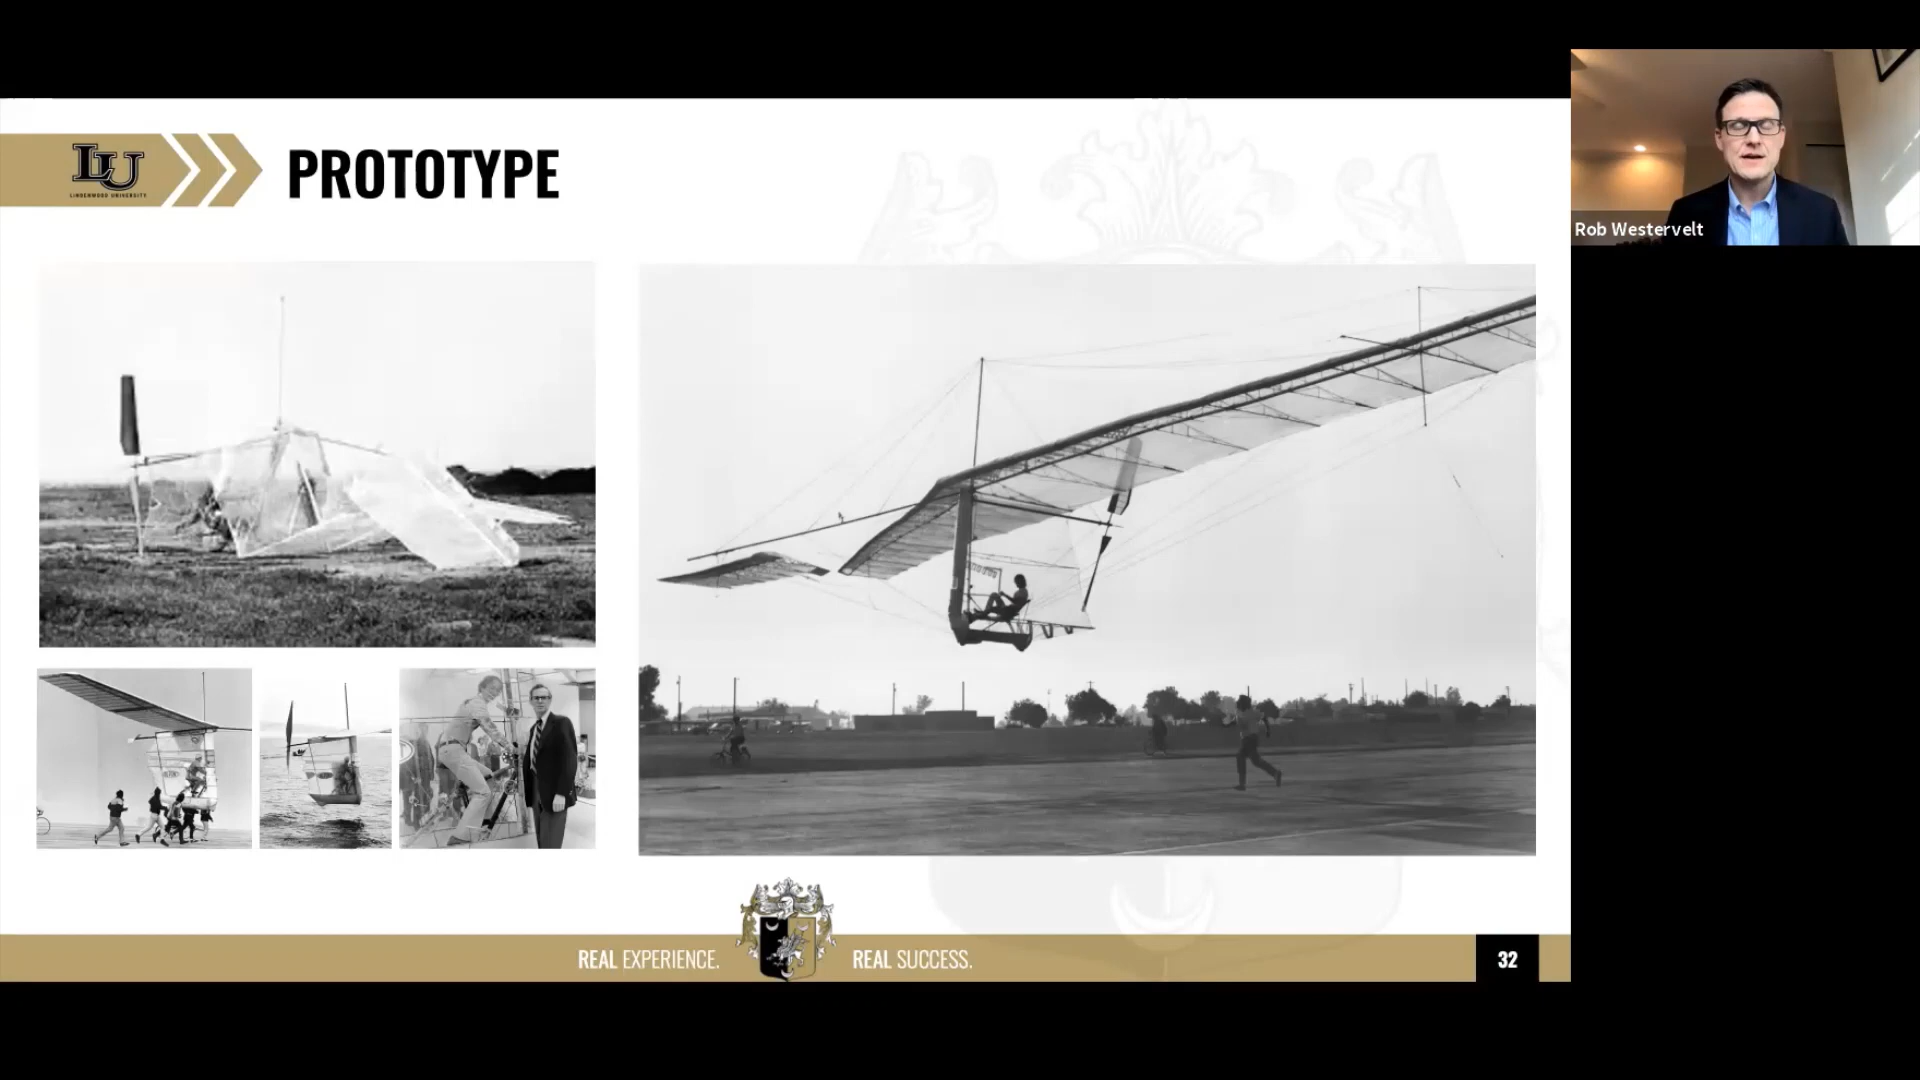 LU
LINDENWOOD UNIVERSITY
PROTOTYPE
Rob Westervelt
REAL EXPERIENCE.
REAL SUCCESS.
32